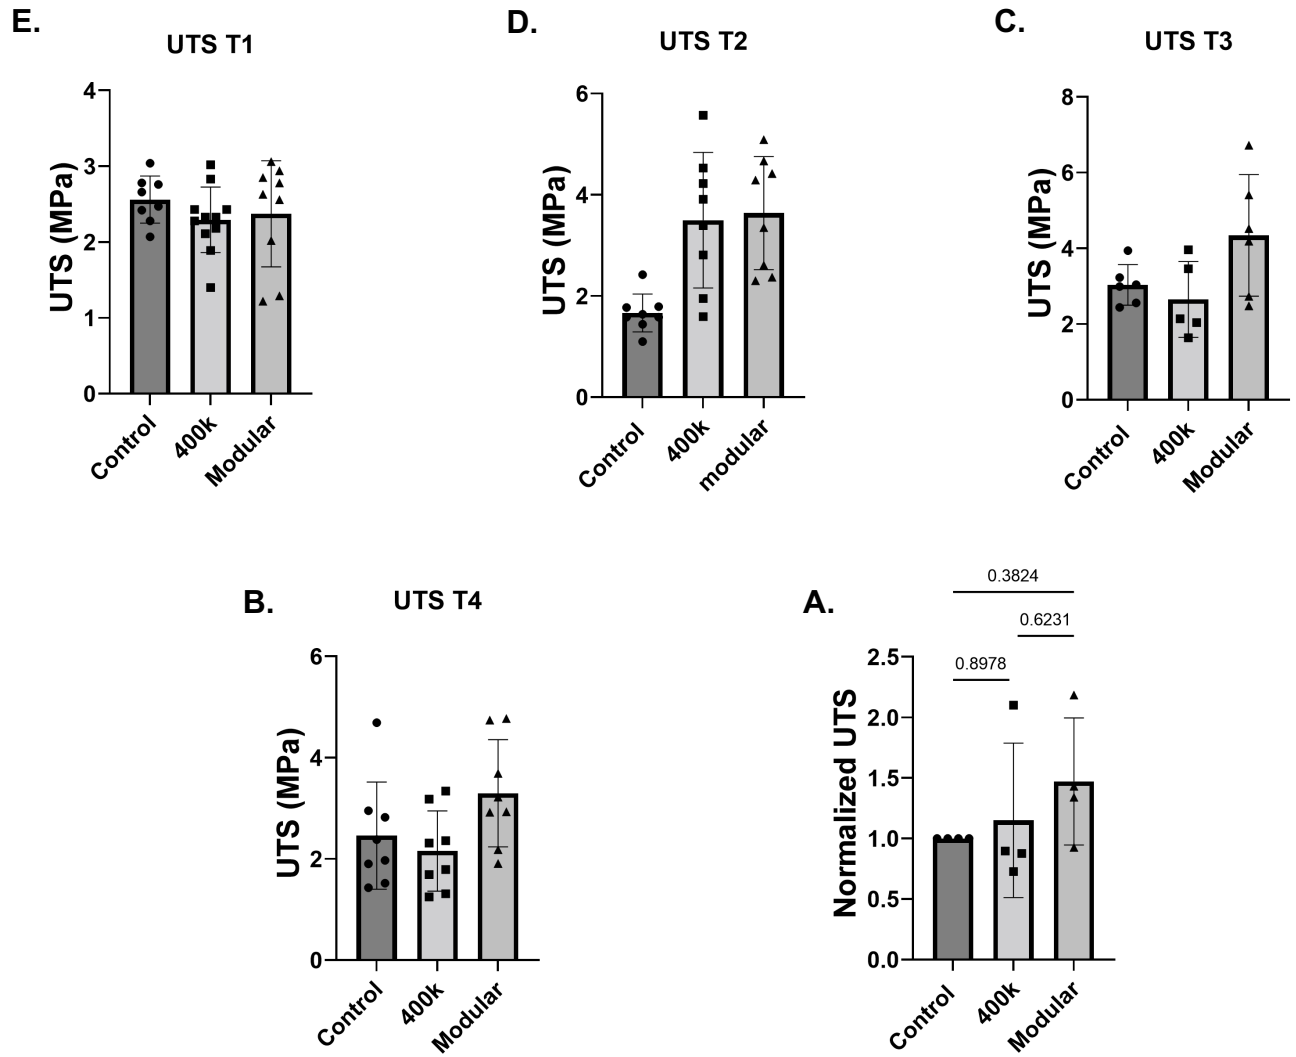 E.
UTS T1
UTS (MPa)
4
3
2
1
0
Control
400k
Modular
D.
UTS T2
UTS (MPa)
6
4
2
0
Control
400k
modular
C.
UTS T3
UTS (MPa)
8
6
4
2
0
Control
400k
Modular
B.
UTS T4
UTS (MPa)
6
4
2
0
Control
400k
Modular
A.
0.3824
0.6231
0.8978
Normalized UTS
2.5
2.0
1.5
1.0
0.5
0.0
Control
400k
Modular